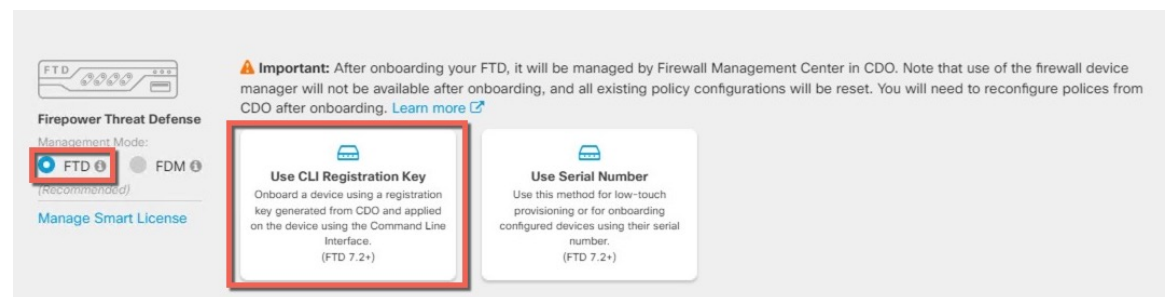 FTD
Firepower Threat Defense
Management Mode:
FTD FDM
(Recommended)
Manage Smart License
Important: After onboarding your FTD, it will be managed by Firewall Management Center in CDO. Note that use of the firewall device
manager will not be available after onboarding, and all existing policy configurations will be reset. You will need to reconfigure polices from
CDO after onboarding. Learn more
Use CLI Registration Key
Onboard a device using a registration
key generated from CDO and applied
on the device using the Command Line
Interface.
(FTD 7.2+)
Use Serial Number
Use this method for low-touch
provisioning or for onboarding
configured devices using their serial
number.
(FTD 7.2+)